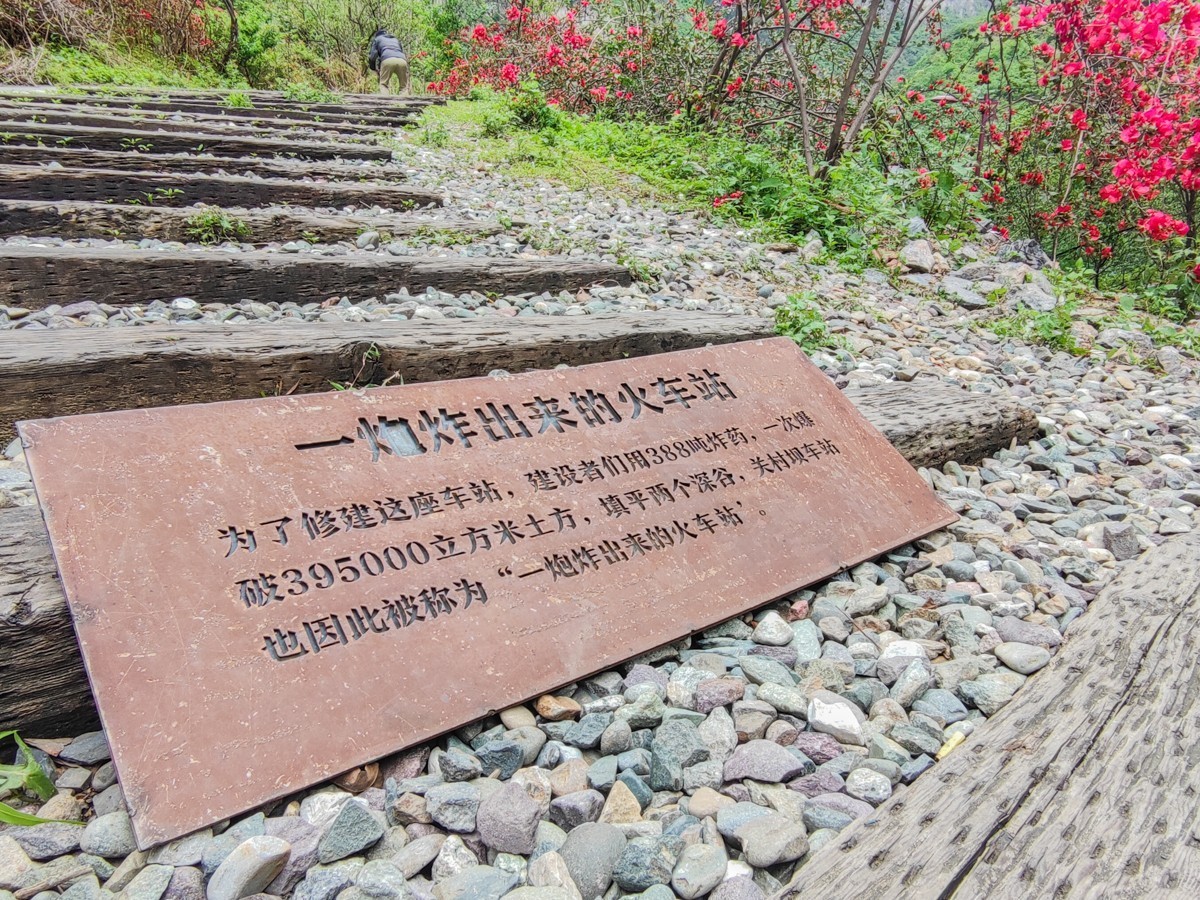 一炮炸出来的火车站
为了修建这座车站，建设者们用388吨炸药，一次爆
破395000立方米土方，填平两个深谷，关村坝车站
也因此被称为“一炮炸出来的火车站’。